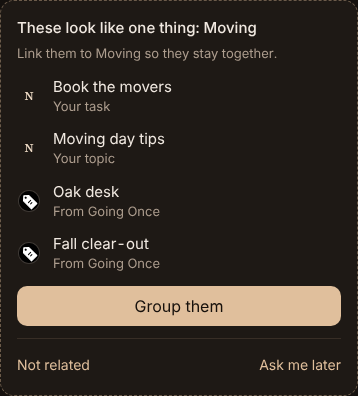 These look like one thing: Moving
Link them to Moving so they stay together.
N
Book the movers
Your task
N
Moving day tips
Your topic
Oak desk
From Going Once
Fall clear-out
From Going Once
Group them
Not related
Ask me later